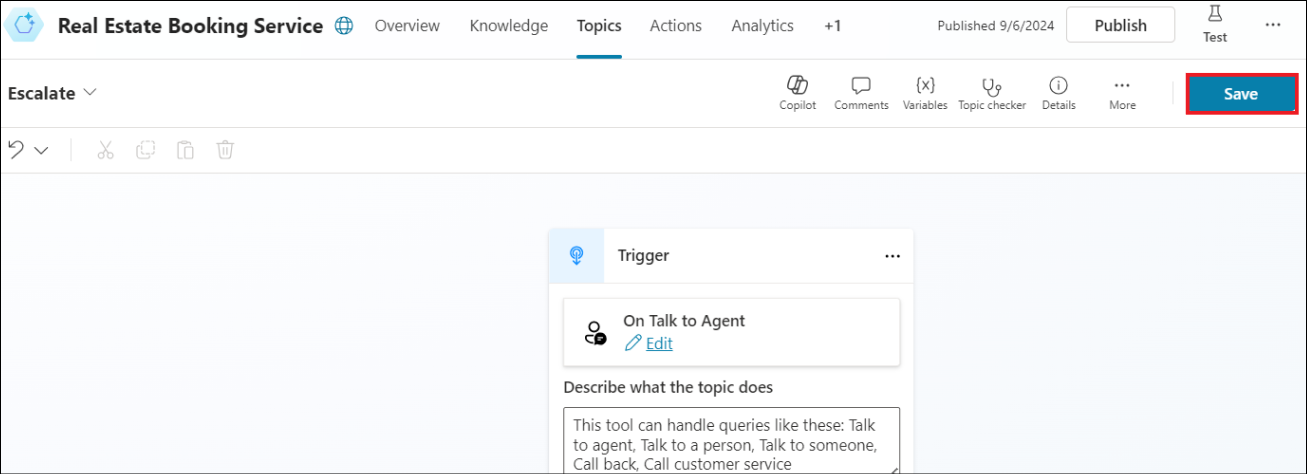 Real Estate Booking Service Overview Knowledge Topics Actions Analytics +1 Published 9/6/2024 Publish Test
Escalate Copilot Comments {x} Variables Topic checker Details More Save
Trigger
On Talk to Agent
Edit
Describe what the topic does
This tool can handle queries like these: Talk
to agent, Talk to a person, Talk to someone,
Call back, Call customer service